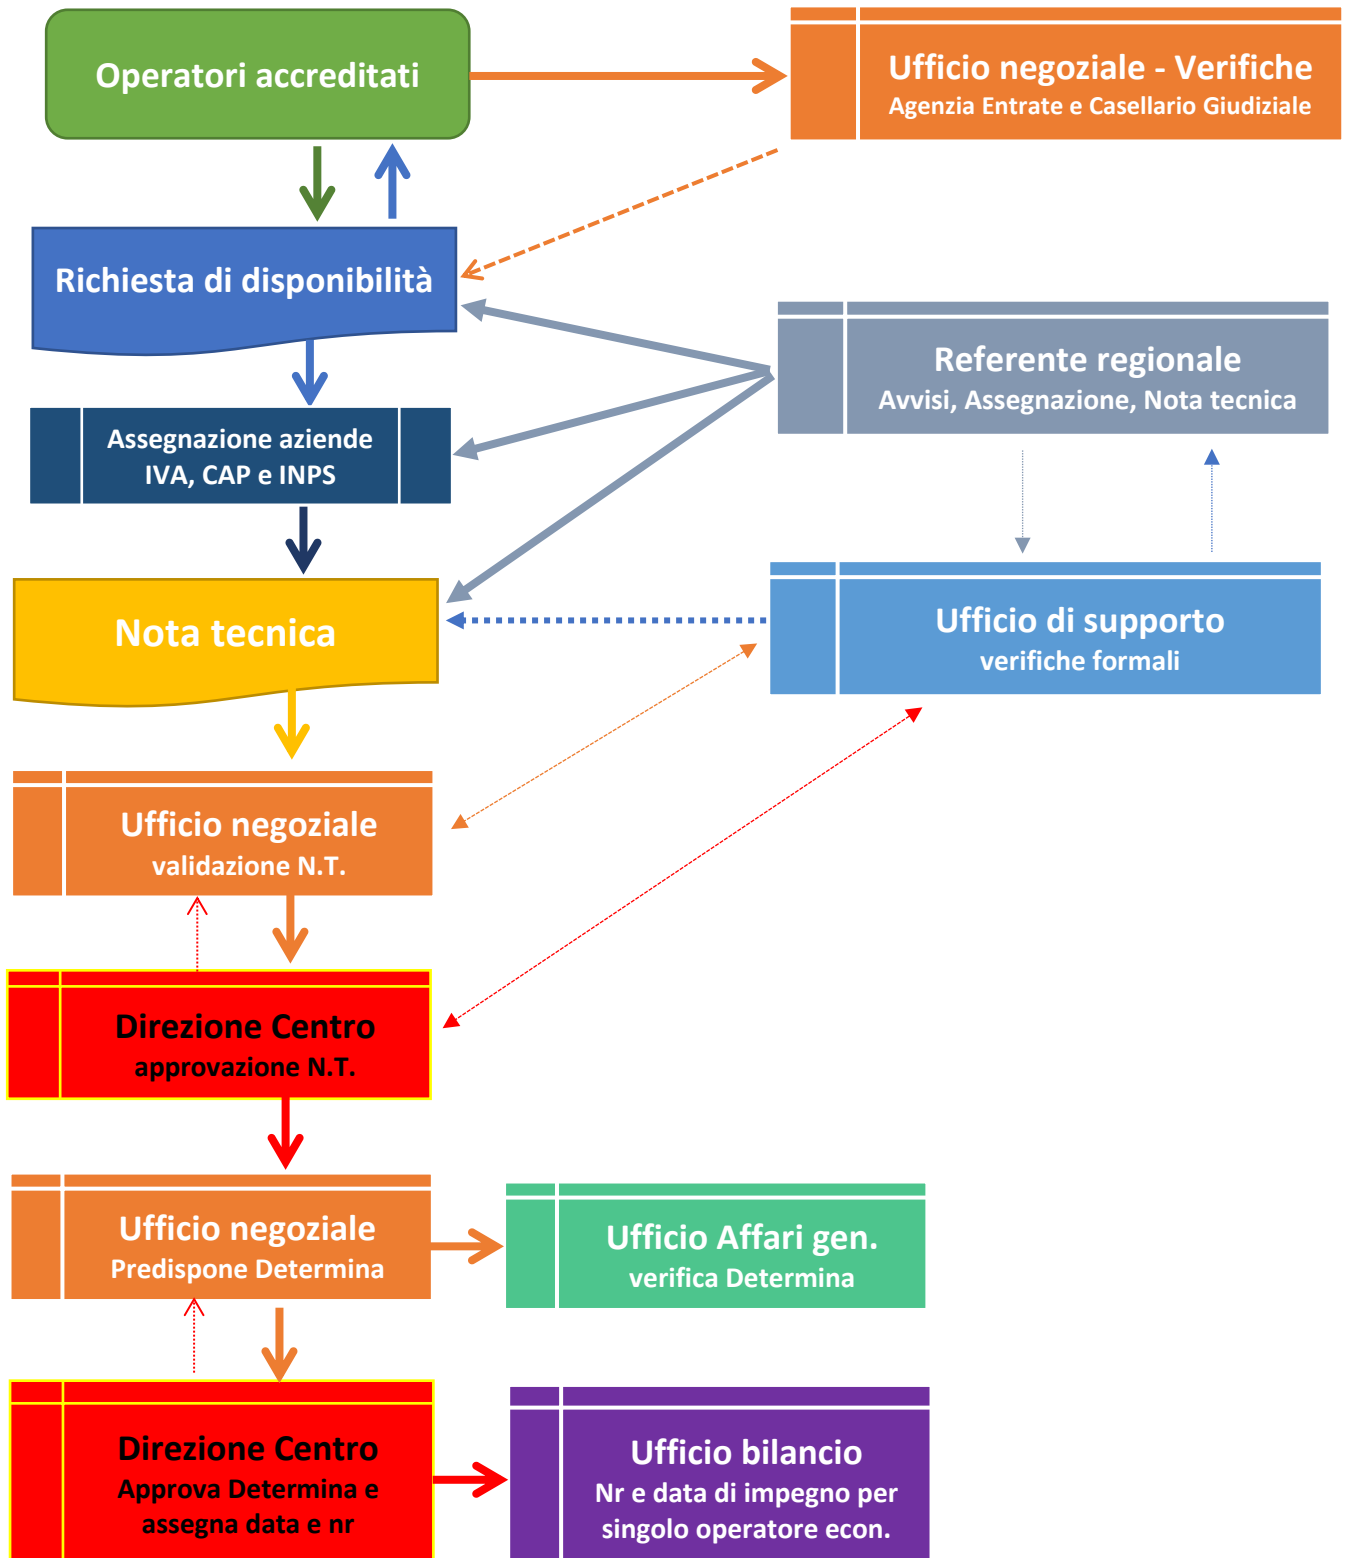 Operatori accreditati
Ufficio negoziale - Verifiche
Agenzia Entrate e Casellario Giudiziale
Richiesta di disponibilità
Referente regionale
Avvisi, Assegnazione, Nota tecnica
Assegnazione aziende
IVA, CAP e INPS
Nota tecnica
Ufficio di supporto
verifiche formali
Ufficio negoziale
validazione N.T.
Direzione Centro
approvazione N.T.
Ufficio negoziale
Predispone Determina
Ufficio Affari gen.
verifica Determina
Direzione Centro
Approva Determina e
assegna data e nr
Ufficio bilancio
Nr e data di impegno per
singolo operatore econ.